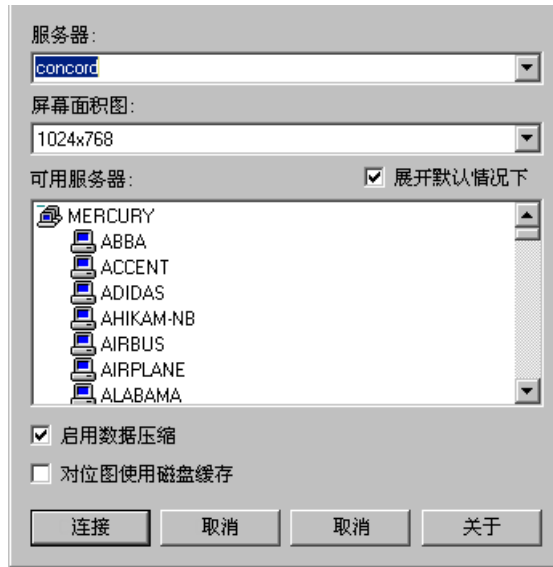 服务器:
concord
屏幕面积图:
1024x768
可用服务器: 展开默认情况下
MERCURY
ABBA
ACCENT
ADIDAS
AHIKAM-NB
AIRBUS
AIRPLANE
ALABAMA
启用数据压缩
对位图使用磁盘缓存
连接 取消 取消 关于